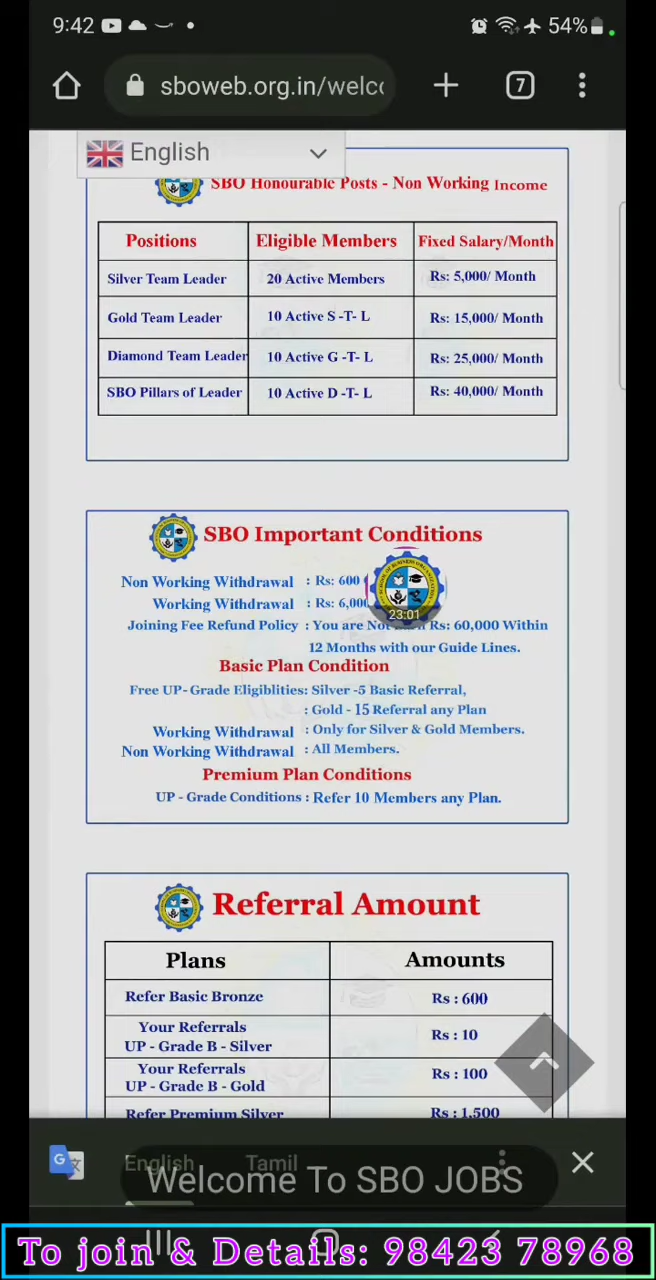 9:42
54%
sboweb.org.in/welcc
7
English
SBO Honourable Posts - Non Working Income
Positions Eligible Members Fixed Salary/Month
Silver Team Leader 20 Active Members Rs: 5,000/ Month
Gold Team Leader 10 Active S -T- L Rs: 15,000/ Month
Diamond Team Leader 10 Active G -T- L Rs: 25,000/ Month
SBO Pillars of Leader 10 Active D -T- L Rs: 40,000/ Month
SBO Important Conditions
Non Working Withdrawal : Rs: 600
Working Withdrawal : Rs: 6,000
23:01
Joining Fee Refund Policy : You are Not Rs: 60,000 Within
12 Months with our Guide Lines.
Basic Plan Condition
Free UP-Grade Eligiblities: Silver -5 Basic Referral,
: Gold - 15 Referral any Plan
Working Withdrawal : Only for Silver & Gold Members.
Non Working Withdrawal : All Members.
Premium Plan Conditions
UP - Grade Conditions : Refer 10 Members any Plan.
Referral Amount
Plans Amounts
Refer Basic Bronze Rs : 600
Your Referrals
UP - Grade B - Silver Rs : 10
Your Referrals
UP - Grade B - Gold Rs : 100
Refer Premium Silver Rs : 1,500
English Tamil
Welcome To SBO JOBS
To join & Details: 98423 78968